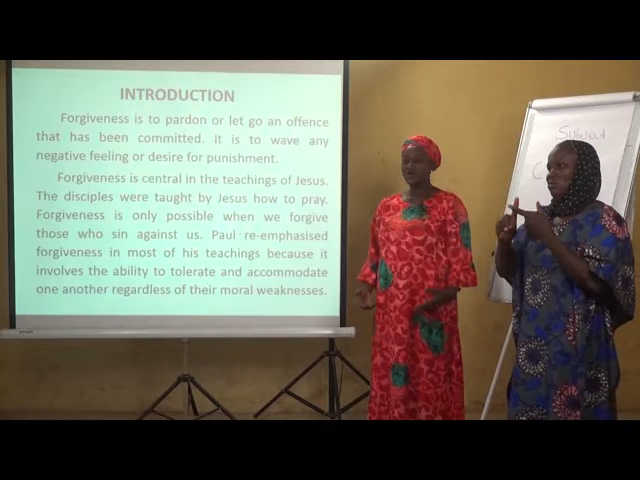 INTRODUCTION
Forgiveness is to pardon or let go an offence
that has been committed. It is to wave any
negative feeling or desire for punishment.
Forgiveness is central in the teachings of Jesus.
The disciples were taught by Jesus how to pray.
Forgiveness is only possible when we forgive
those who sin against us. Paul re-emphasised
forgiveness in most of his teachings because it
involves the ability to tolerate and accommodate
one another regardless of their moral weaknesses.